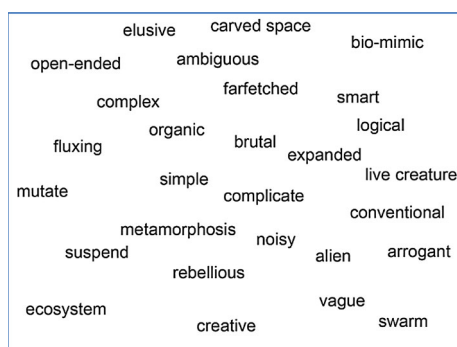 elusive
carved space
bio-mimic
open-ended
ambiguous
farfetched
smart
complex
organic
logical
fluxing
brutal
expanded
simple
live creature
mutate
complicate
conventional
metamorphosis
noisy
suspend
alien
arrogant
rebellious
ecosystem
vague
creative
swarm